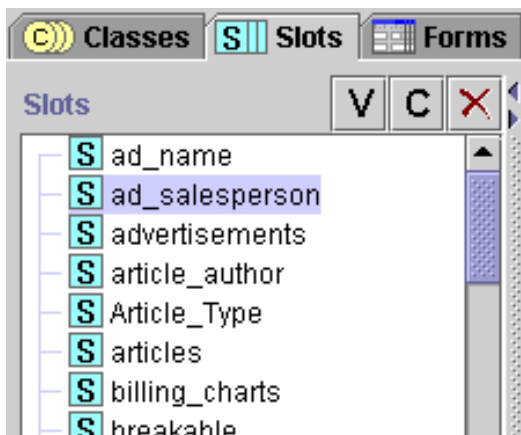 C Classes S Slots Forms
Slots V C
S ad_name
S ad_salesperson
S advertisements
S article_author
S Article_Type
S articles
S billing_charts
S breakable